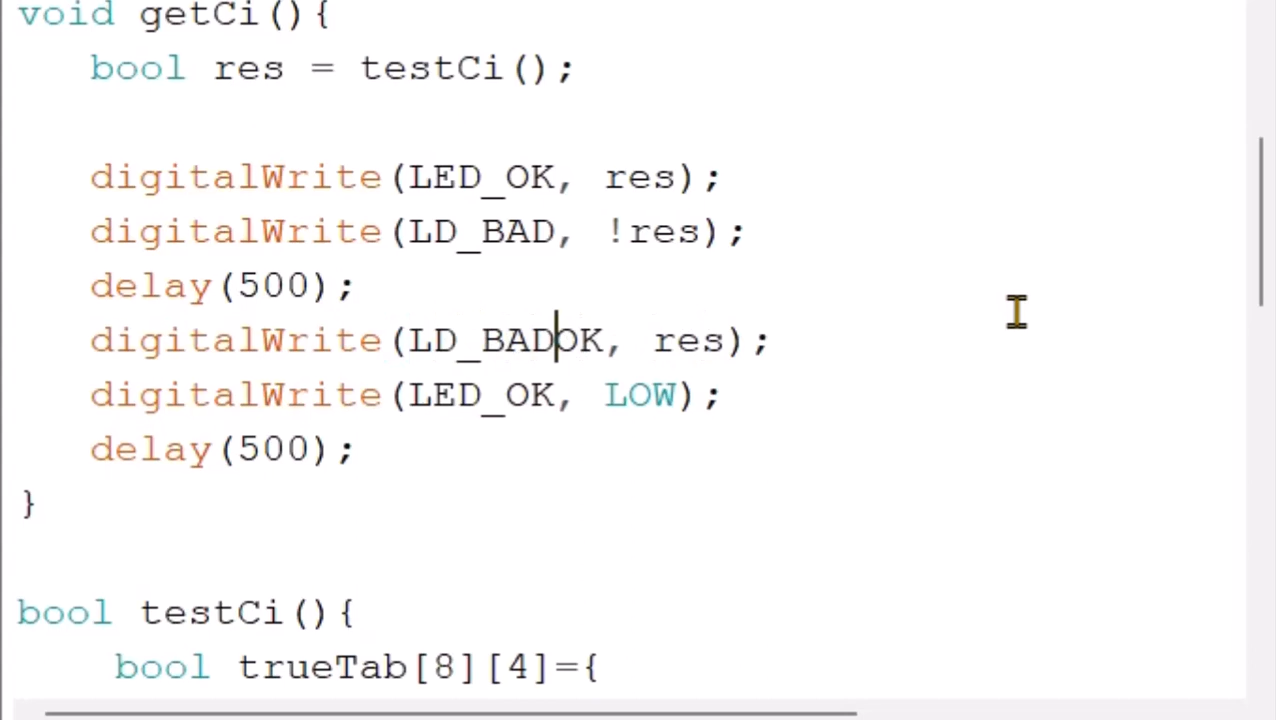 void getCi(){
bool res = testCi();
digitalWrite(LED_OK, res);
digitalWrite(LD_BAD, !res);
delay(500);
digitalWrite(LD_BADOK, res);
digitalWrite(LED_OK, LOW);
delay(500);
}
bool testCi(){
bool trueTab[8][4]={